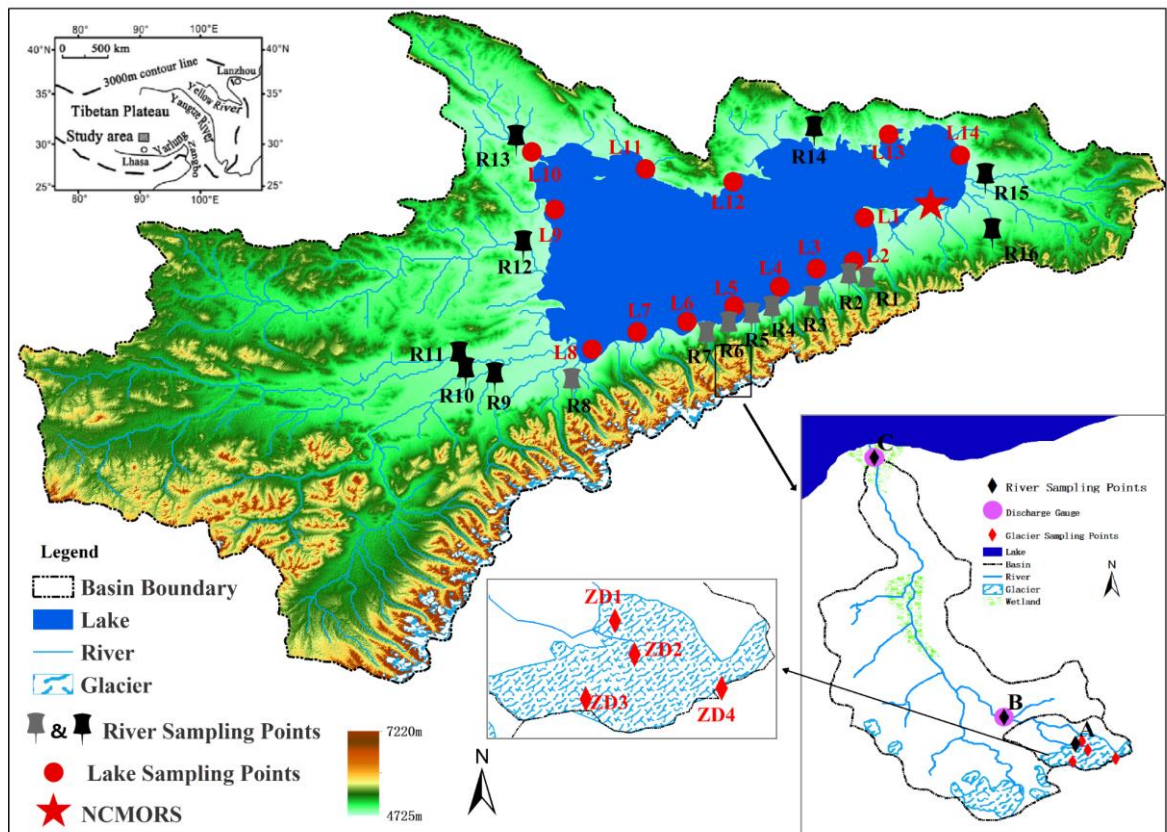 80° 90° 100°
0 500 km
40°N
40°N
3000m contour line
Lanzhou
35°
35°
Yellow River
Tibetan Plateau
Yangtze River
Study area
30°
30°
Yarlung
Zangbo
Lhasa
25°
25°
80° 90° 100°E
R13
L10
L11
L12
R14
L13
L14
R15
L9
R12
L1
R16
L2
L3
L4
R1
R2
R3
R4
R5
R6
R7
L5
L6
L7
L8
R8
R11
R10
R9
Legend
Basin Boundary
Lake
River
Glacier
& River Sampling Points
Lake Sampling Points
NCMORS
7220m
4725m
N
ZD1
ZD2
ZD3
ZD4
C
B
A
River Sampling Points
Discharge Gauge
Glacier Sampling Points
Lake
Basin
River
Glacier
Wetland
N